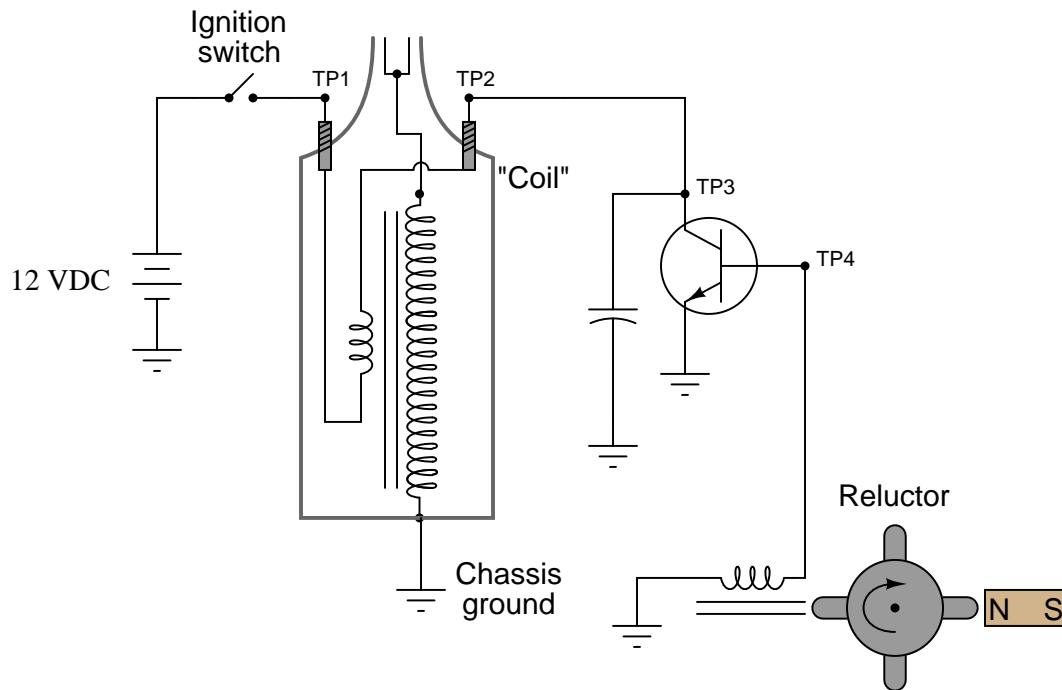 Ignition
switch
TP1
TP2
"Coil"
TP3
TP4
12 VDC
Reluctor
Chassis
ground
N S